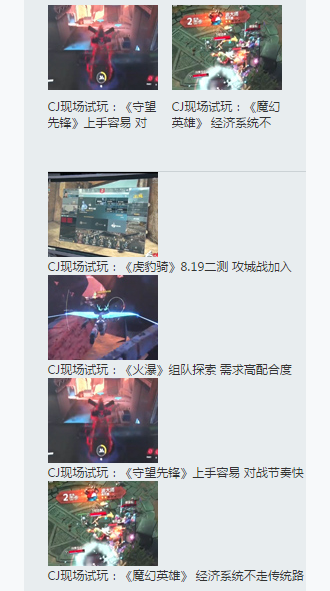 CJ现场试玩：《守望
先锋》上手容易 对
CJ现场试玩：《魔幻
英雄》 经济系统不
CJ现场试玩：《虎豹骑》8.19二测 攻城战加入
CJ现场试玩：《火瀑》组队探索 需求高配合度
CJ现场试玩：《守望先锋》上手容易 对战节奏快
CJ现场试玩：《魔幻英雄》 经济系统不走传统路